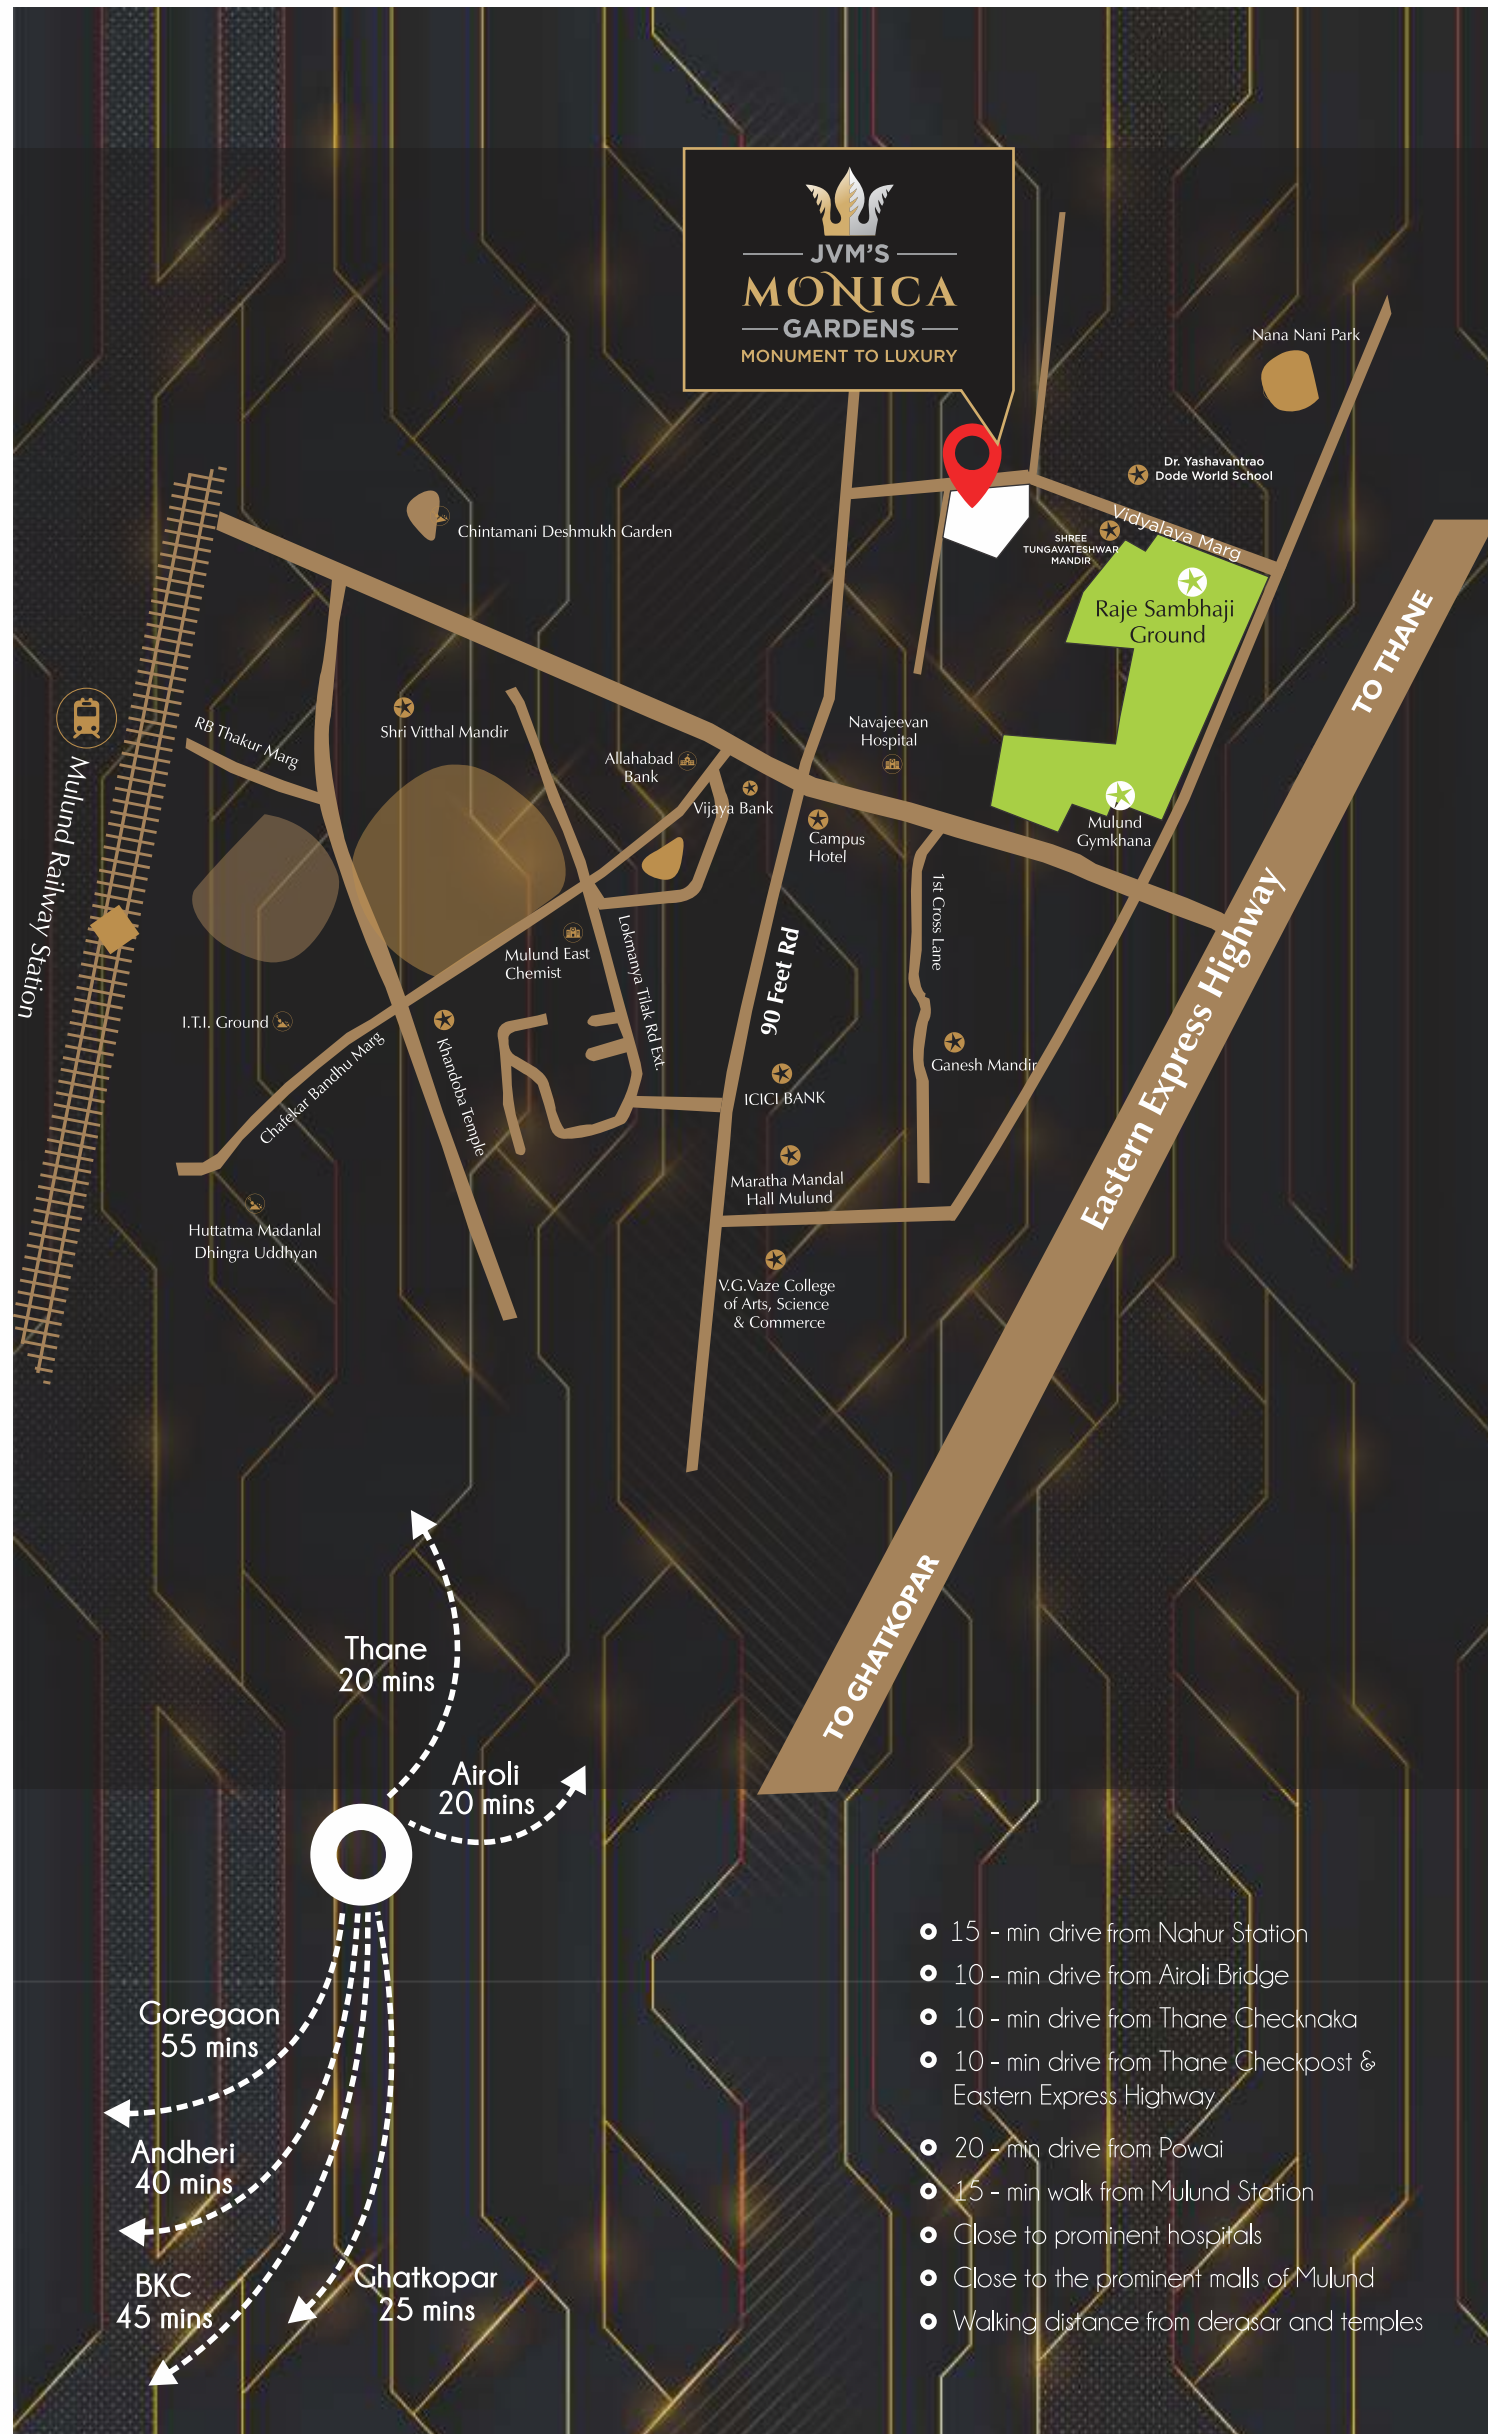 JVM'S
MONICA
GARDENS
MONUMENT TO LUXURY
Nana Nani Park
Dr. Yashavantrao
Dode World School
Vidyalaya Marg
SHREE
TUNGAVATESHWAR
MANDIR
Chintamani Deshmukh Garden
Raje Sambhaji
Ground
TO THANE
Mulund Railway Station
RB Thakur Marg
Shri Vitthal Mandir
Allahabad
Bank
Vijaya Bank
Navajeevan
Hospital
Campus
Hotel
Mulund
Gymkhana
1st Cross Lane
Mulund East
Chemist
Lokmanya Tilak Rd Ext.
90 Feet Rd
Eastern Express Highway
I.T.I. Ground
Chafekar Bandhu Marg
Khandoba Temple
Ganesh Mandir
ICICI BANK
Maratha Mandal
Hall Mulund
Huttatma Madanlal
Dhingra Uddhyan
V.G.Vaze College
of Arts, Science
& Commerce
TO GHATKOPAR
Thane
20 mins
Airoli
20 mins
Goregaon
55 mins
Andheri
40 mins
BKC
45 mins
Ghatkopar
25 mins
15 - min drive from Nahur Station
10 - min drive from Airoli Bridge
10 - min drive from Thane Checknaka
10 - min drive from Thane Checkpost &
Eastern Express Highway
20 - min drive from Powai
15 - min walk from Mulund Station
Close to prominent hospitals
Close to the prominent malls of Mulund
Walking distance from derasar and temples